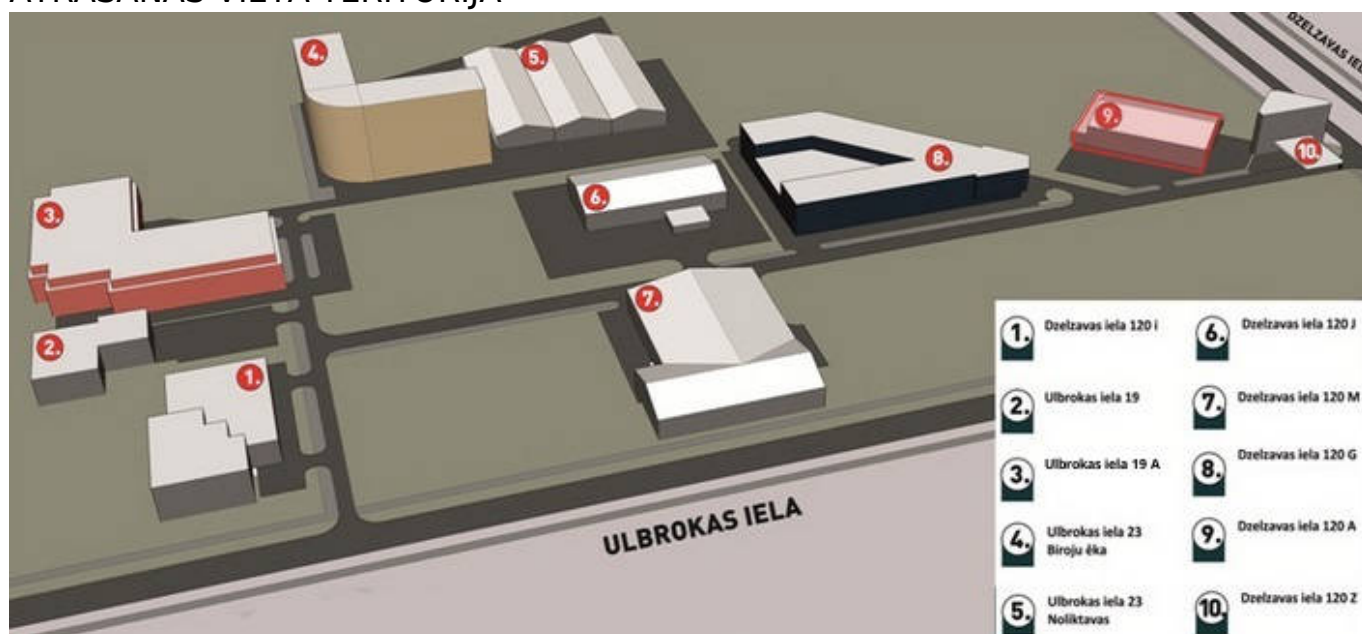 ATRAŠANĀS VIETA TERITORIJĀ
DZELZAVAS IEL
4.
5.
9.
10.
8.
3.
6.
7.
2.
1.
ULBROKAS IELA
1. Dzelzavas iela 120 i
2. Ulbrokas iela 19
3. Ulbrokas iela 19 A
4. Ulbrokas iela 23
Biroju ēka
5. Ulbrokas iela 23
Noliktavas
6. Dzelzavas iela 120 J
7. Dzelzavas iela 120 M
8. Dzelzavas iela 120 G
9. Dzelzavas iela 120 A
10. Dzelzavas iela 120 Z